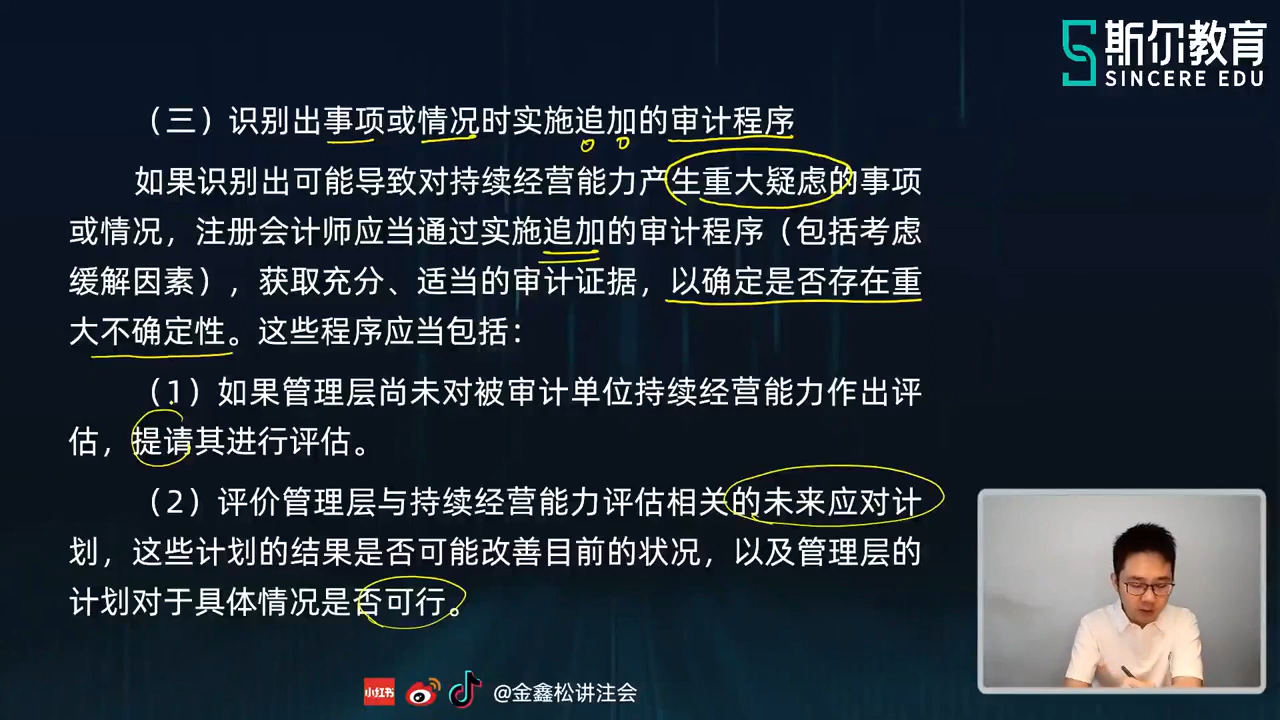 斯尔教育
SINCERE EDU
（三）识别出事项或情况时实施追加的审计程序
如果识别出可能导致对持续经营能力产生重大疑虑的事项
或情况，注册会计师应当通过实施追加的审计程序（包括考虑
缓解因素），获取充分、适当的审计证据，以确定是否存在重
大不确定性。这些程序应当包括：
（1）如果管理层尚未对被审计单位持续经营能力作出评
估，提请其进行评估。
（2）评价管理层与持续经营能力评估相关的未来应对计
划，这些计划的结果是否可能改善目前的状况，以及管理层的
计划对于具体情况是否可行。
小红书
@金鑫松讲注会